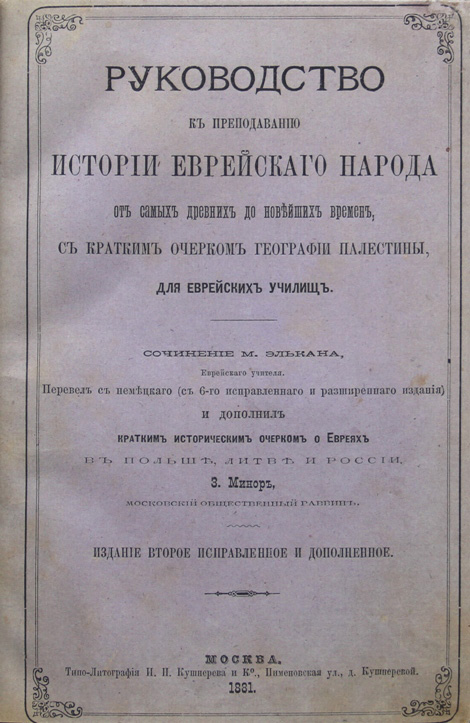 РУКОВОДСТВО
КЪ ПРЕПОДАВАНІЮ
ИСТОРІИ ЕВРЕЙСКАГО НАРОДА
ОТЪ САМЫХЪ ДРЕВНИХЪ ДО НОВѢЙШИХЪ ВРЕМЕНЪ,
СЪ КРАТКИМЪ ОЧЕРКОМЪ ГЕОГРАФІИ ПАЛЕСТИНЫ,
ДЛЯ ЕВРЕЙСКИХЪ УЧИЛИЩЪ.
СОЧИНЕНІЕ М. ЭЛЬКАНА,
Еврейскаго учителя.
Перевелъ съ нѣмѣцкаго (съ 6-го исправленнаго и разширеннаго изданія)
И ДОПОЛНИЛЪ
КРАТКИМЪ ИСТОРИЧЕСКИМЪ ОЧЕРКОМЪ О ЕВРЕЯХЪ
ВЪ ПОЛЬШѢ, ЛИТВѢ И РОССІИ,
З. Миноръ,
МОСКОВСКІЙ ОБЩЕСТВЕННЫЙ РАВВИНЪ.
ИЗДАНІЕ ВТОРОЕ ИСПРАВЛЕННОЕ И ДОПОЛНЕННОЕ.
МОСКВА.
Типо-Литографія И. Н. Кушнерева и К°., Пименовская ул., д. Кушнеревой.
1881.